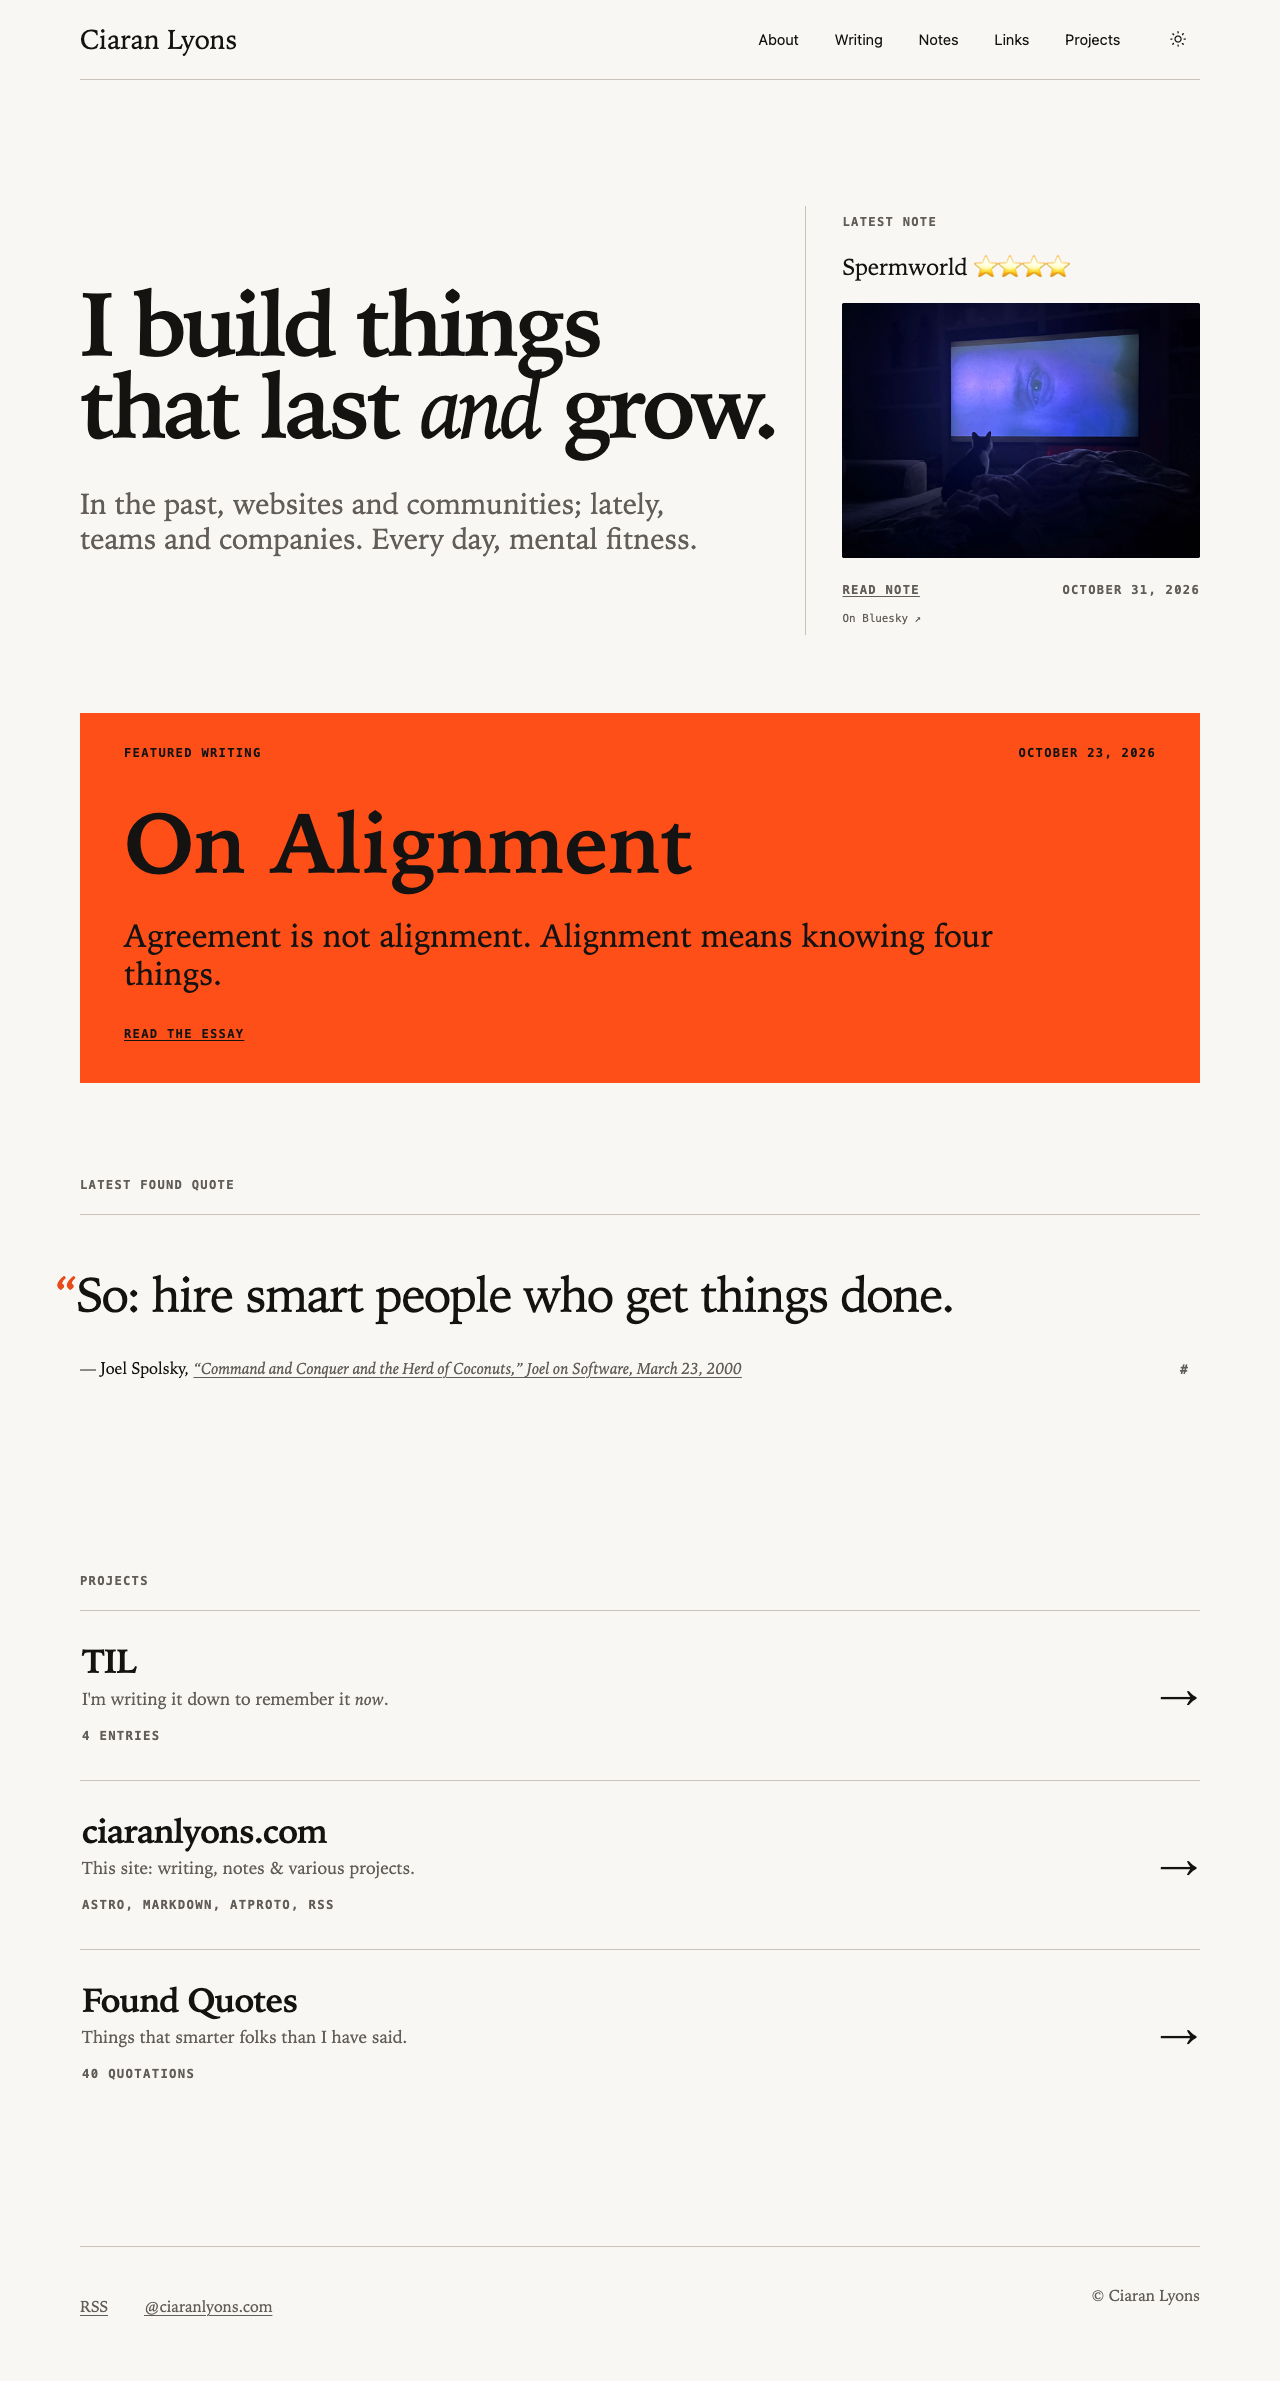 Ciaran Lyons
About Writing Notes Links Projects
I build things
that last and grow.
In the past, websites and communities; lately,
teams and companies. Every day, mental fitness.
LATEST NOTE
Spermworld ⭐⭐⭐⭐
READ NOTE OCTOBER 31, 2026
On Bluesky ↗
FEATURED WRITING OCTOBER 23, 2026
On Alignment
Agreement is not alignment. Alignment means knowing four
things.
READ THE ESSAY
LATEST FOUND QUOTE
“So: hire smart people who get things done.
— Joel Spolsky, “Command and Conquer and the Herd of Coconuts,” Joel on Software, March 23, 2000 #
PROJECTS
TIL
I'm writing it down to remember it now.
→
4 ENTRIES
ciaranlyons.com
This site: writing, notes & various projects.
→
ASTRO, MARKDOWN, ATPROTO, RSS
Found Quotes
Things that smarter folks than I have said.
→
40 QUOTATIONS
RSS @ciaranlyons.com © Ciaran Lyons